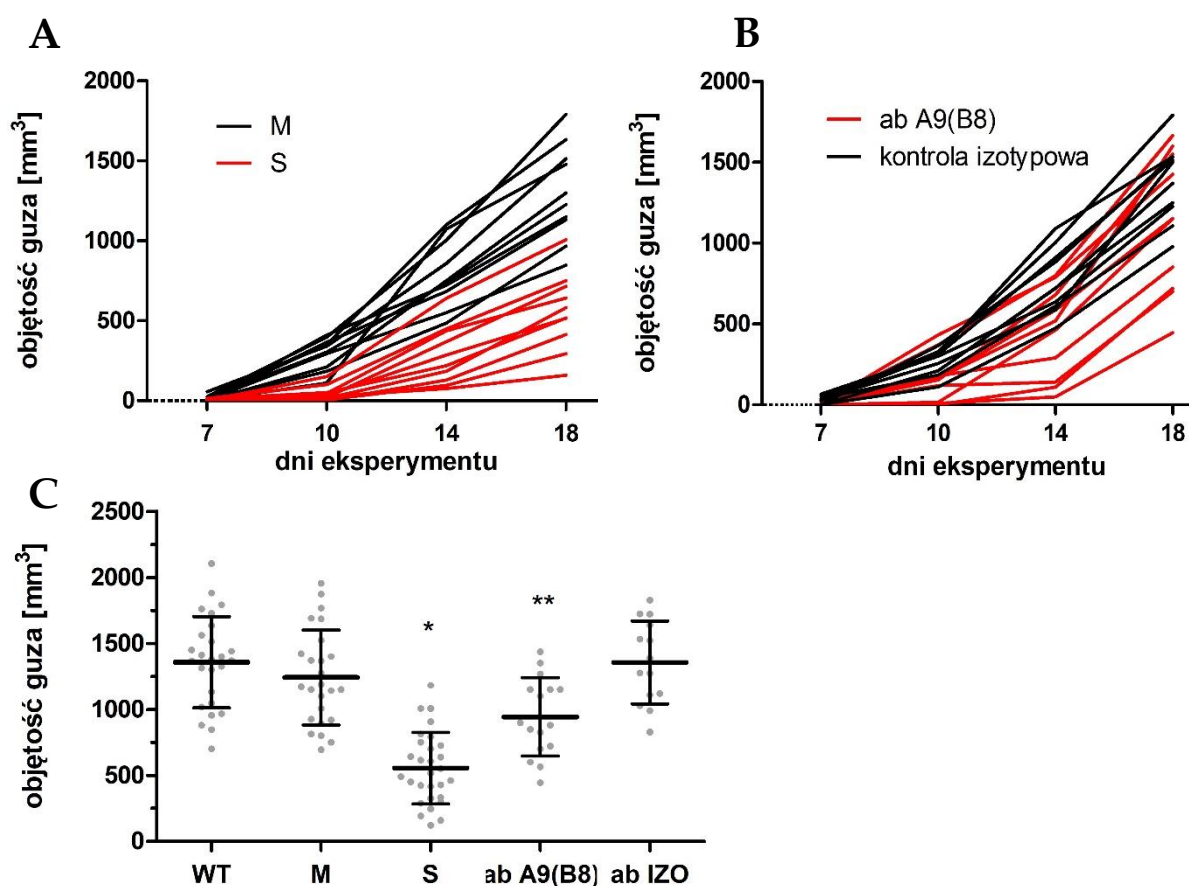 A
objętość guza [mm³]
2000
1500
1000
500
0
M
S
7 10 14 18
dni eksperymentu
B
objętość guza [mm³]
2000
1500
1000
500
0
ab A9(B8)
kontrola izotypowa
7 10 14 18
dni eksperymentu
C
objętość guza [mm³]
2500
2000
1500
1000
500
0
*
**
WT M S ab A9(B8) ab IZO